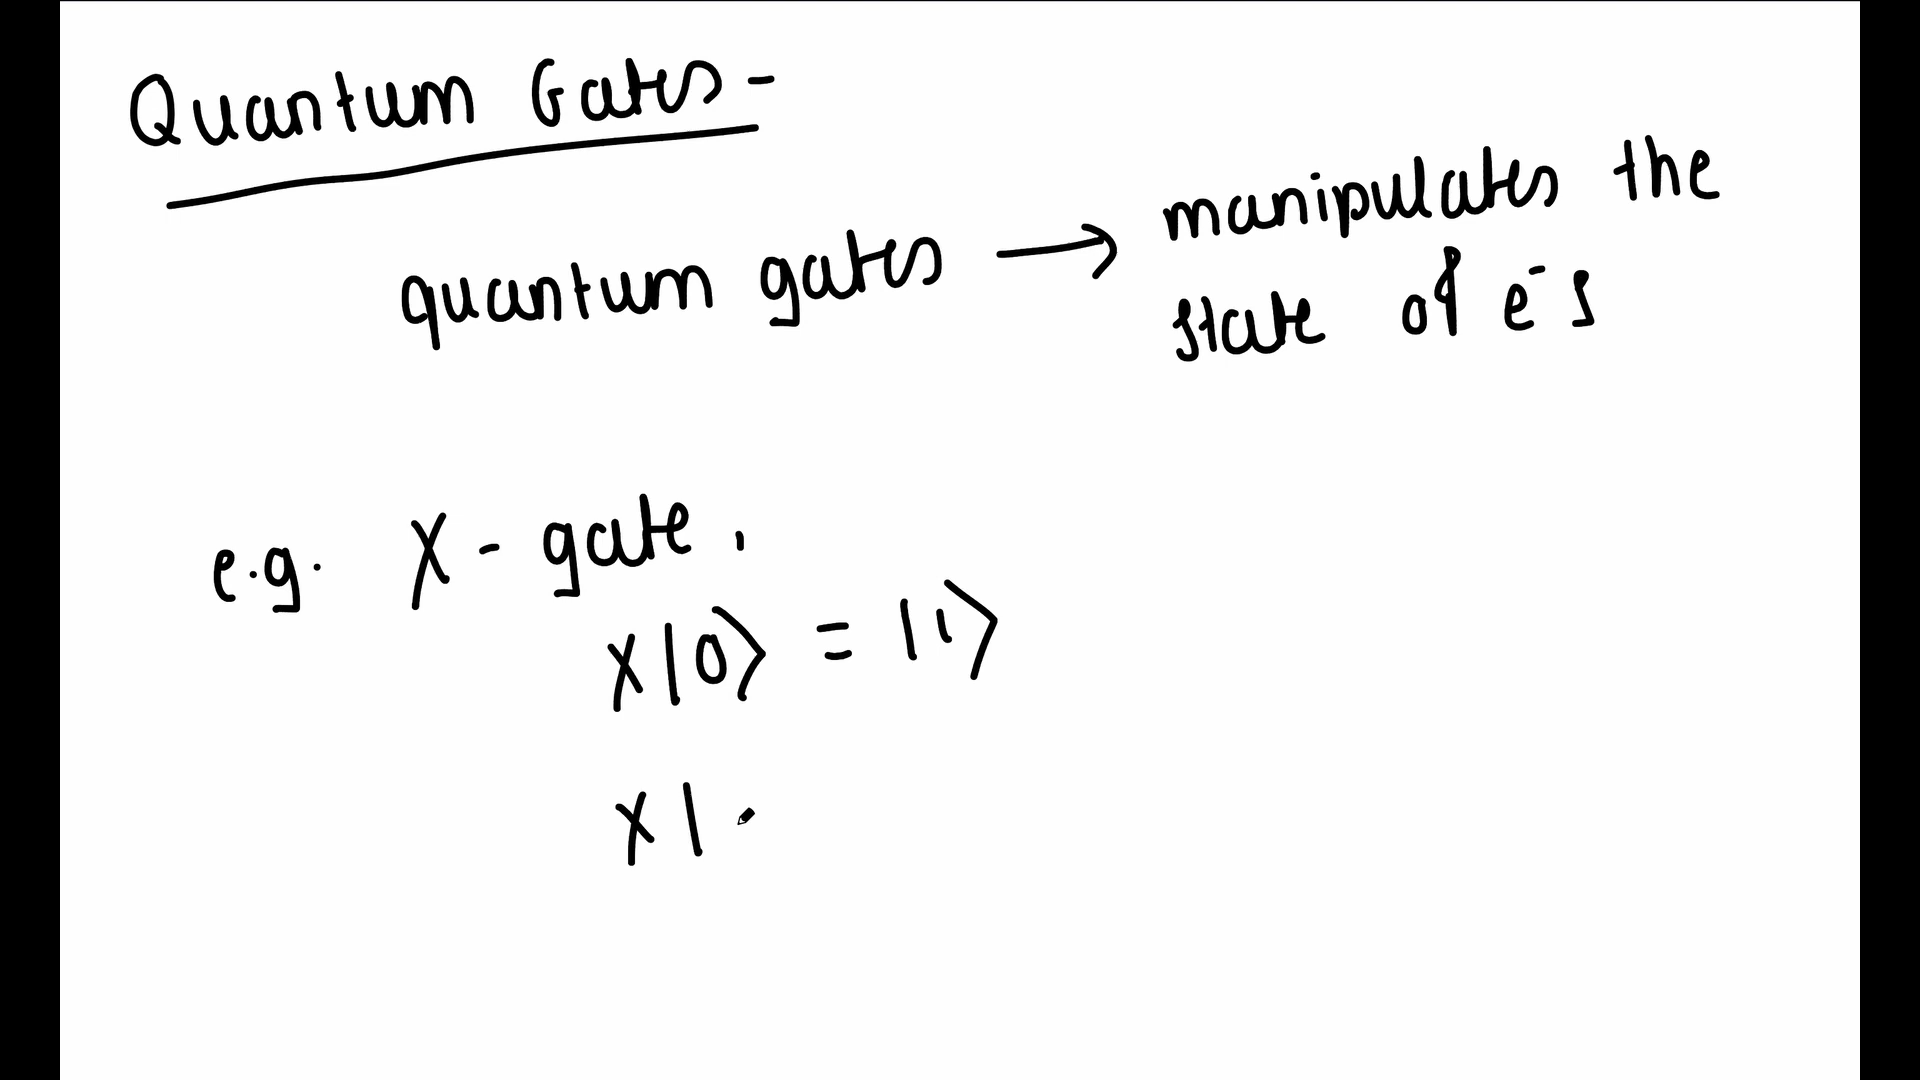 Quantum Gates -
quantum gates → manipulates the
state of e⁻s
e.g. X - gate,
X|0⟩ = |1⟩
X|